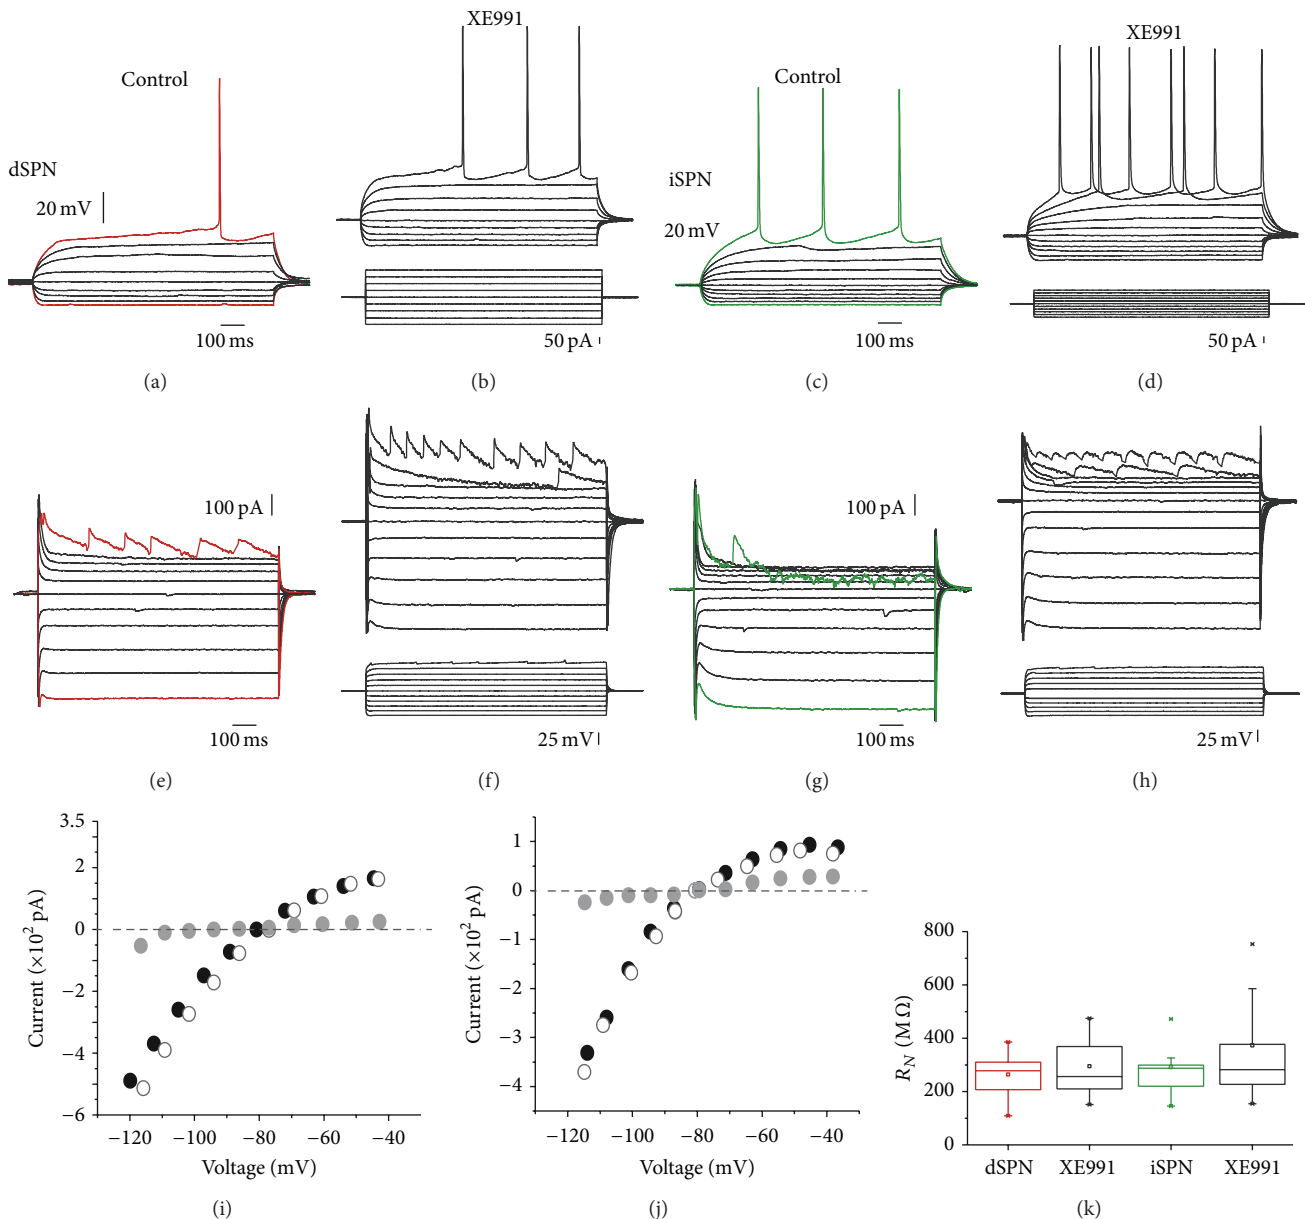 XE991
XE991
Control
Control
dSPN
iSPN
20 mV
20 mV
100 ms
50 pA
100 ms
50 pA
(a)
(b)
(c)
(d)
100 pA
100 pA
100 ms
25 mV
100 ms
25 mV
(e)
(f)
(g)
(h)
3.5
2
0
−2
−4
−6
Current (×10² pA)
−120
−100
−80
−60
−40
Voltage (mV)
(i)
1
0
−1
−2
−3
−4
Current (×10² pA)
−120
−100
−80
−60
−40
Voltage (mV)
(j)
800
600
400
200
0
R_N (MΩ)
dSPN
XE991
iSPN
XE991
(k)